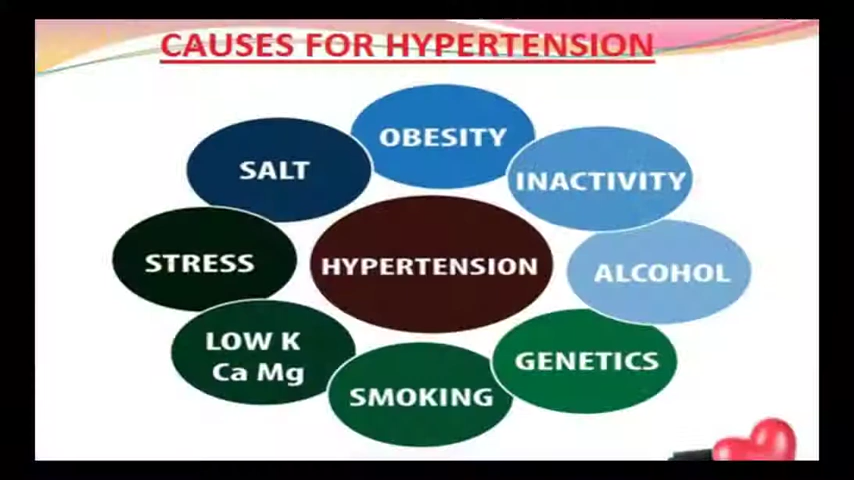 CAUSES FOR HYPERTENSION
OBESITY
SALT
INACTIVITY
STRESS
HYPERTENSION
ALCOHOL
LOW K
Ca Mg
GENETICS
SMOKING